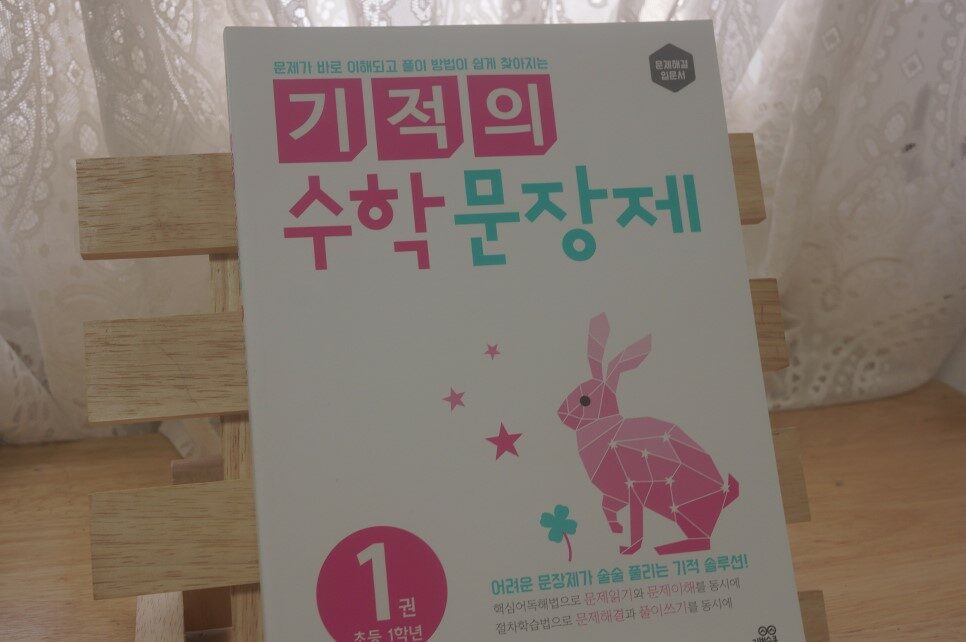 문제가 바로 이해되고 풀이 방법이 쉽게 찾아지는
문제해결
입문서
기적의
수학 문장제
1권
초등 1학년
어려운 문장제가 술술 풀리는 기적 솔루션!
핵심어독해법으로 문제읽기와 문제이해를 동시에
절차학습법으로 문제해결과 풀이쓰기를 동시에